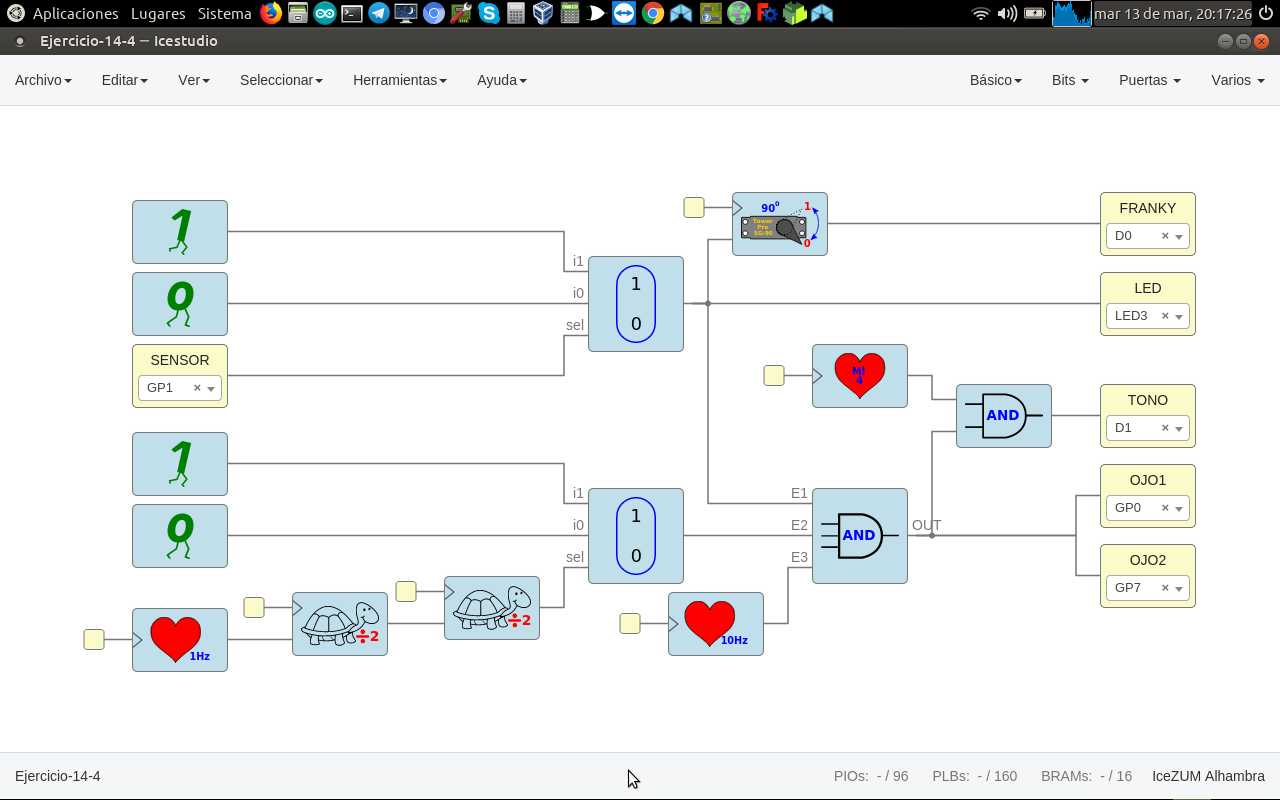 Aplicaciones Lugares Sistema
mar 13 de mar, 20:17:26
Ejercicio-14-4 — Icestudio
Archivo Editar Ver Seleccionar Herramientas Ayuda
Básico Bits Puertas Varios
1
0
SENSOR
GP1
i1
i0
sel
1
0
90⁰
1
0
Tower
Pro
SG-90
FRANKY
D0
LED
LED3
MI
4
AND
TONO
D1
1
0
i1
i0
sel
1
0
E1
E2
E3
AND
OUT
OJO1
GP0
OJO2
GP7
1Hz
÷2
÷2
10Hz
Ejercicio-14-4
PIOs: - / 96 PLBs: - / 160 BRAMs: - / 16 IceZUM Alhambra